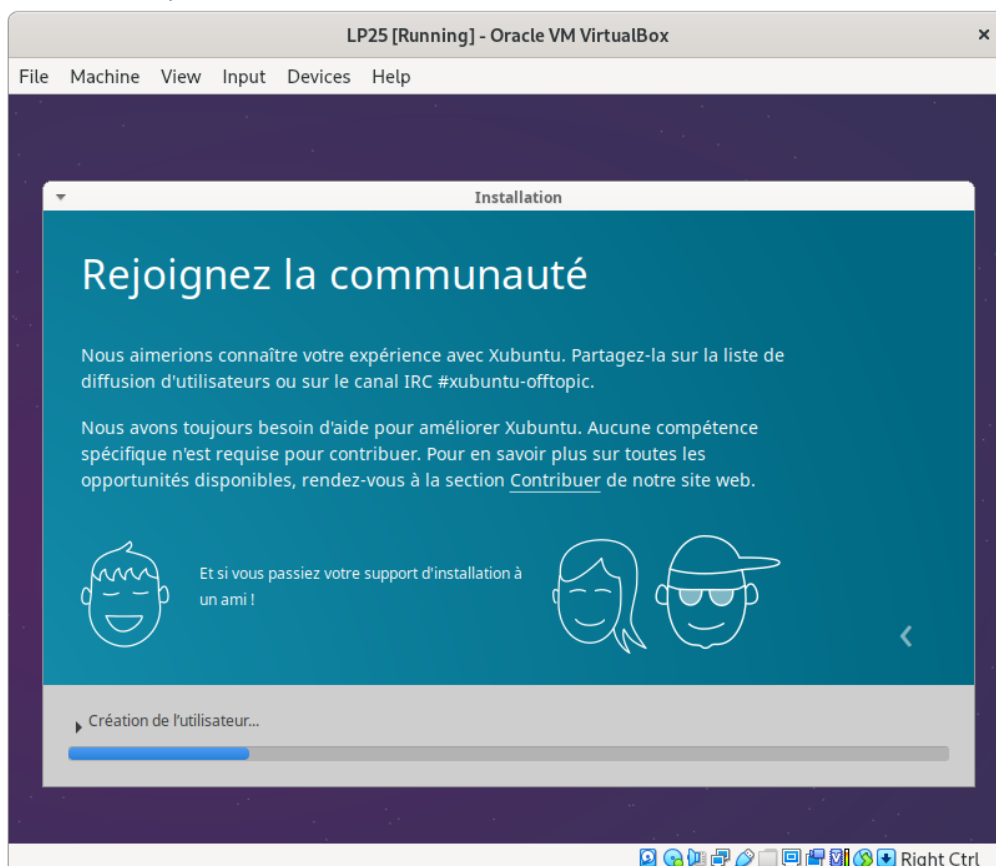 LP25 [Running] - Oracle VM VirtualBox
File Machine View Input Devices Help
Installation
Rejoignez la communauté
Nous aimerions connaître votre expérience avec Xubuntu. Partagez-la sur la liste de
diffusion d'utilisateurs ou sur le canal IRC #xubuntu-offtopic.
Nous avons toujours besoin d'aide pour améliorer Xubuntu. Aucune compétence
spécifique n'est requise pour contribuer. Pour en savoir plus sur toutes les
opportunités disponibles, rendez-vous à la section Contribuer de notre site web.
Et si vous passiez votre support d'installation à
un ami !
Création de l’utilisateur...
Right Ctrl